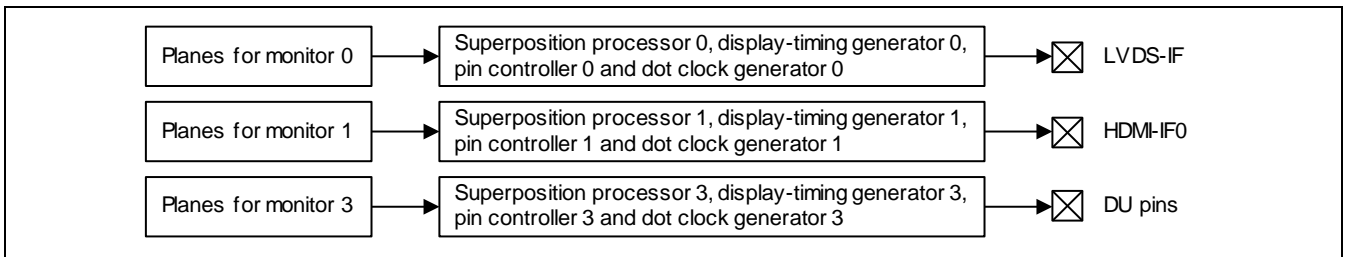 Planes for monitor 0
Superposition processor 0, display-timing generator 0,
pin controller 0 and dot clock generator 0
LVDS-IF
Planes for monitor 1
Superposition processor 1, display-timing generator 1,
pin controller 1 and dot clock generator 1
HDMI-IF0
Planes for monitor 3
Superposition processor 3, display-timing generator 3,
pin controller 3 and dot clock generator 3
DU pins